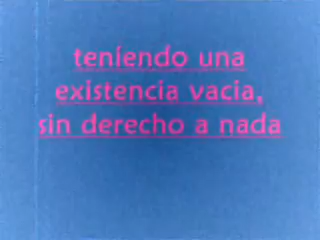 teniendo una
existencia vacia,
sin derecho a nada